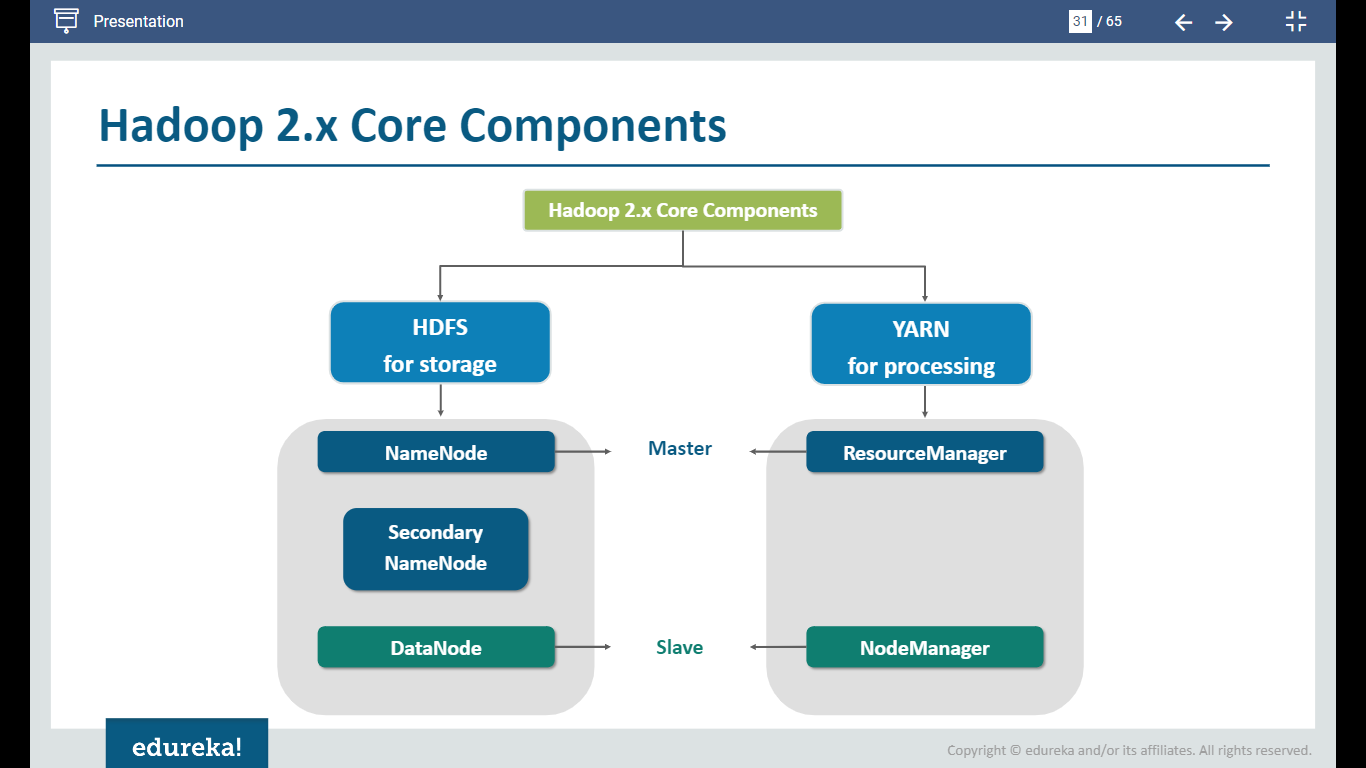 Presentation
31 / 65
Hadoop 2.x Core Components
Hadoop 2.x Core Components
HDFS
for storage
YARN
for processing
NameNode
Master
ResourceManager
Secondary
NameNode
DataNode
Slave
NodeManager
edureka!
Copyright © edureka and/or its affiliates. All rights reserved.